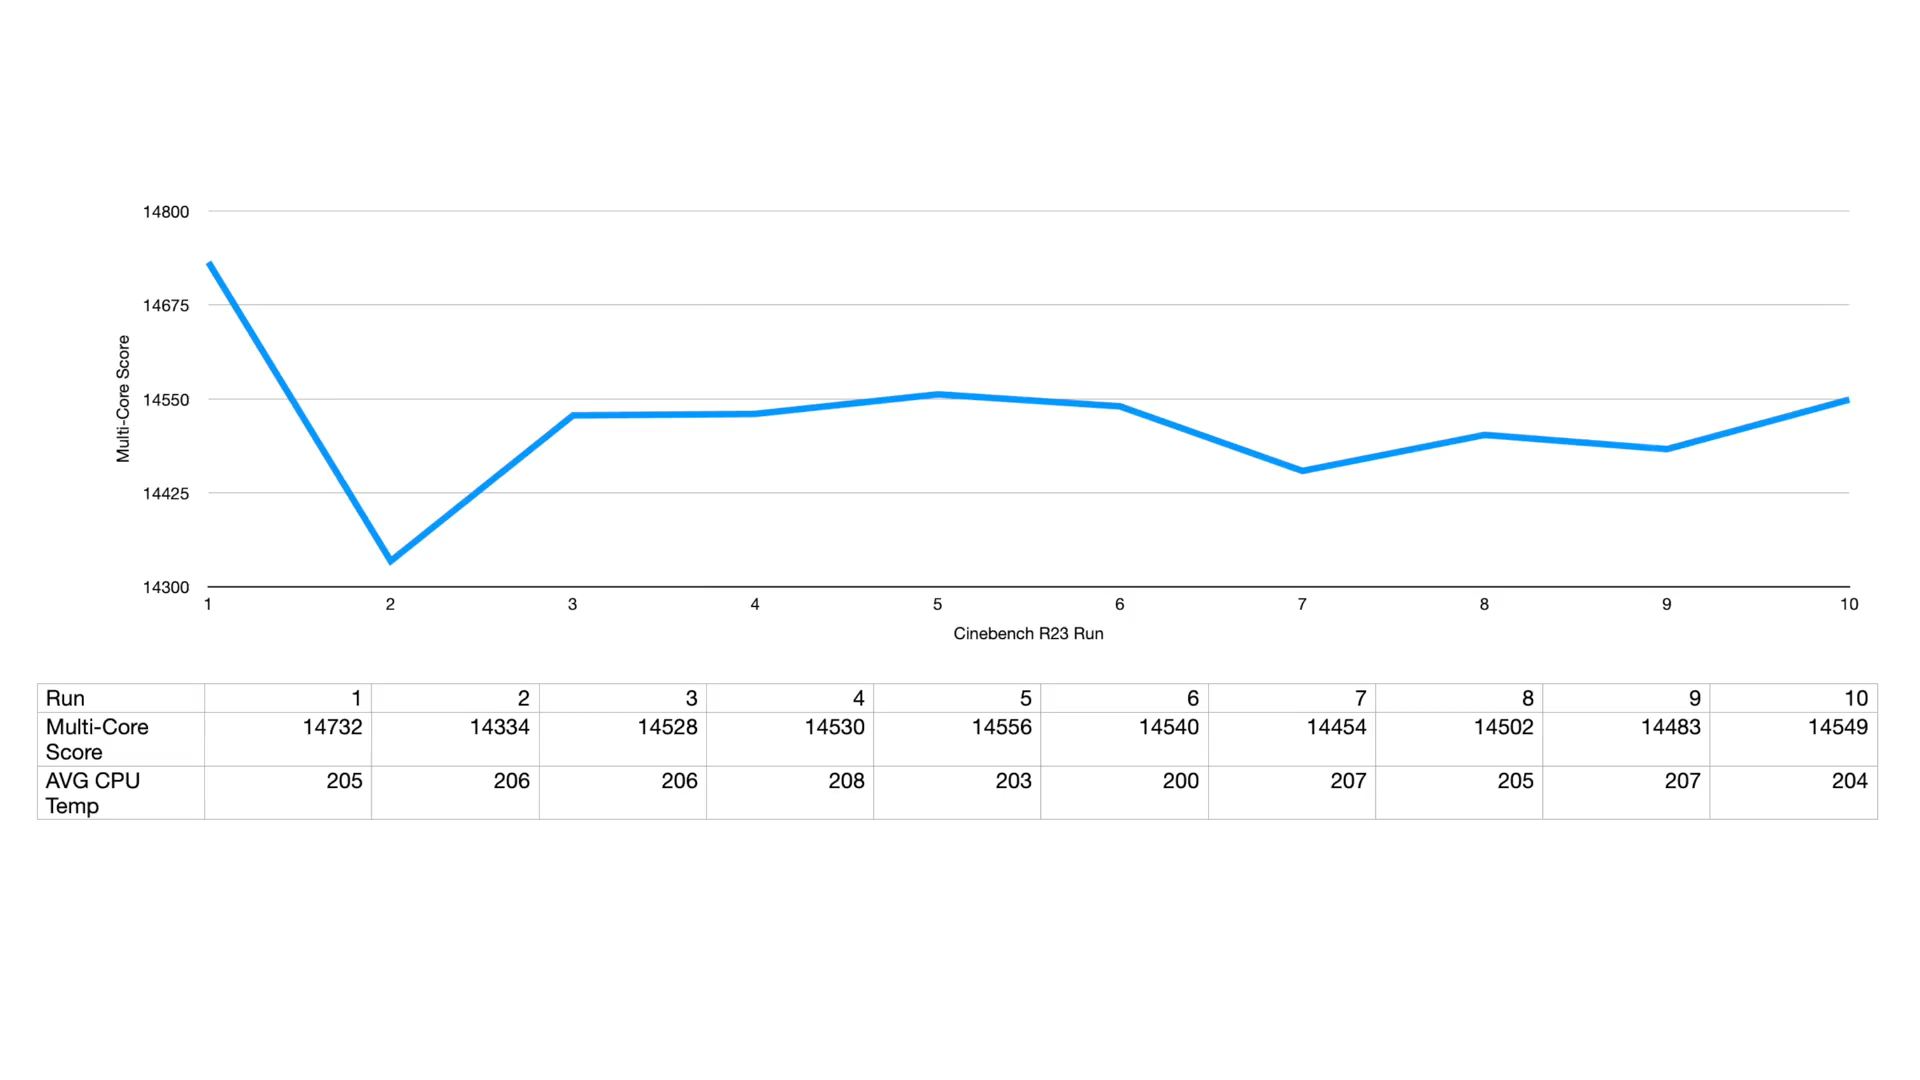 14800
14675
14550
14425
14300
Multi-Core Score
1 2 3 4 5 6 7 8 9 10
Cinebench R23 Run
Run 1 2 3 4 5 6 7 8 9 10
Multi-Core Score 14732 14334 14528 14530 14556 14540 14454 14502 14483 14549
AVG CPU Temp 205 206 206 208 203 200 207 205 207 204